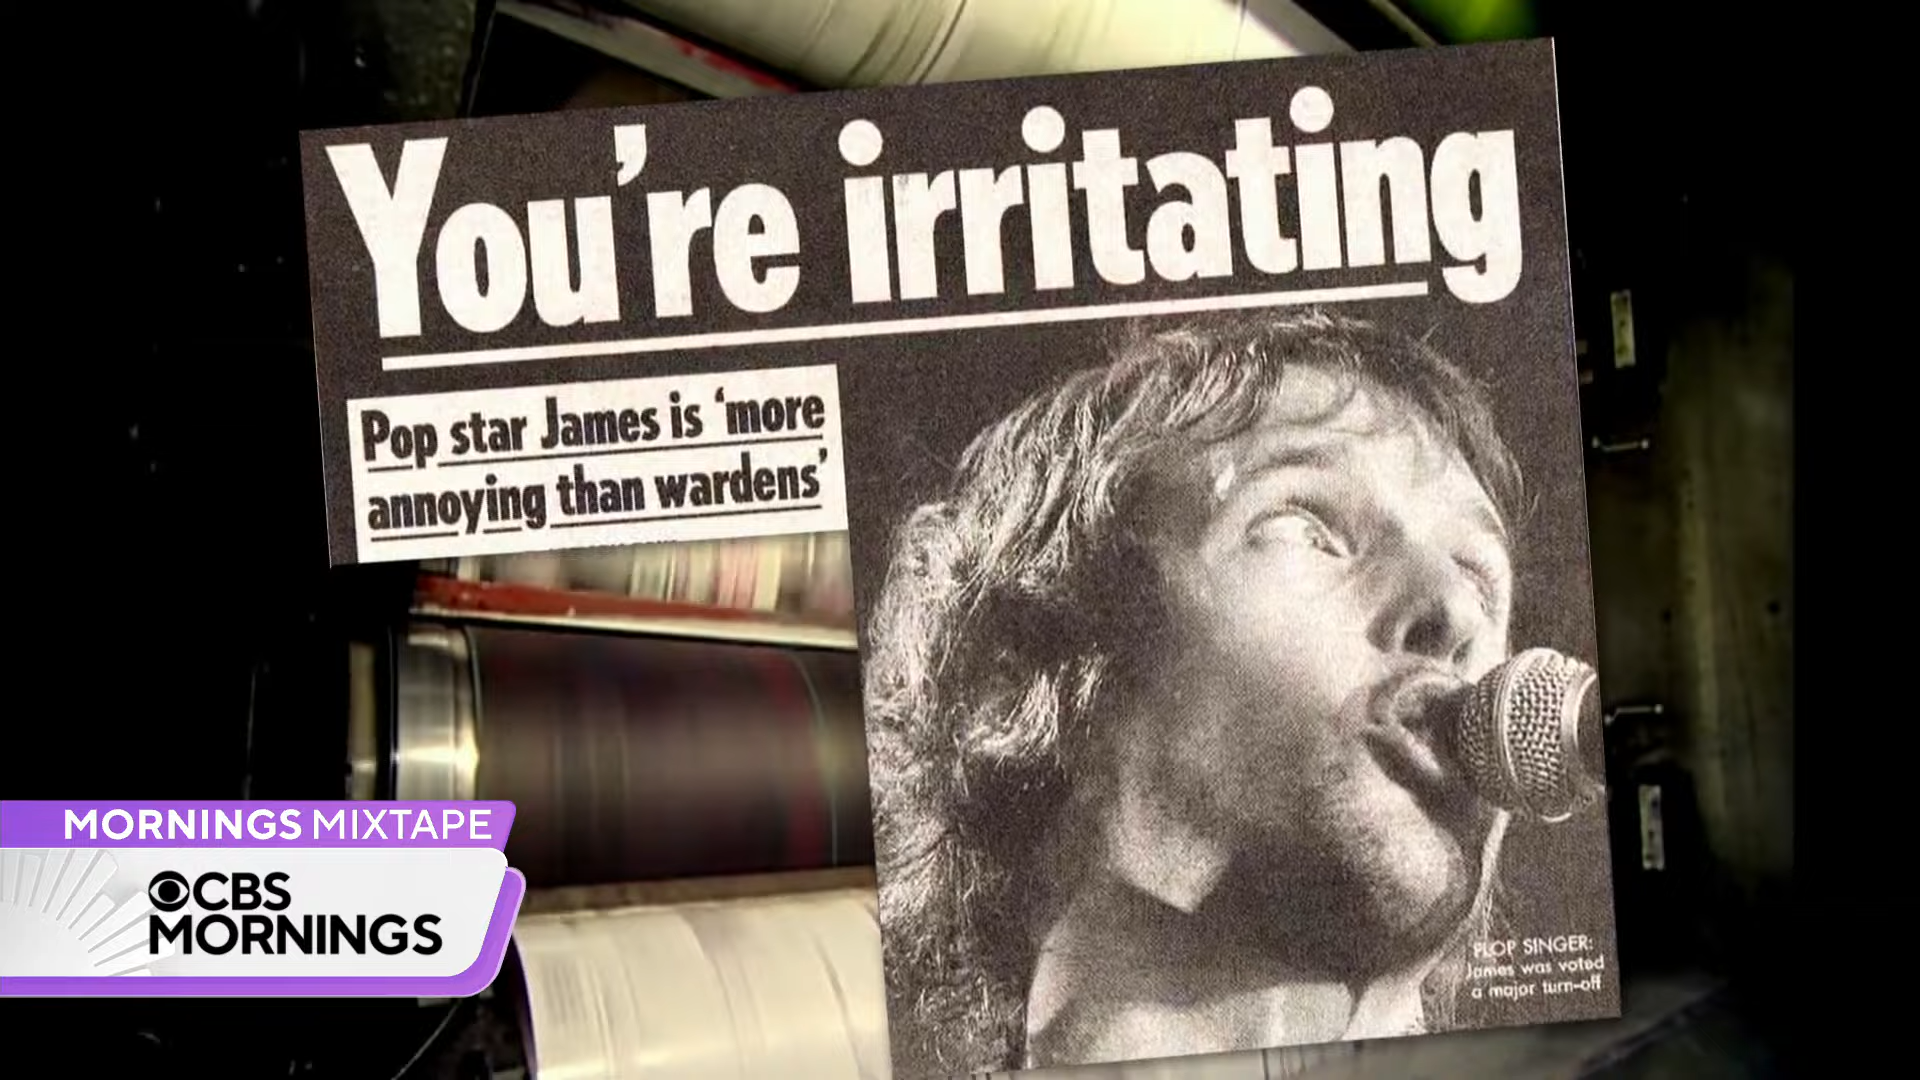 You're irritating
Pop star James is 'more
annoying than wardens'
FLOP SINGER:
James was voted
a major turn-off
MORNINGS MIXTAPE
CBS
MORNINGS